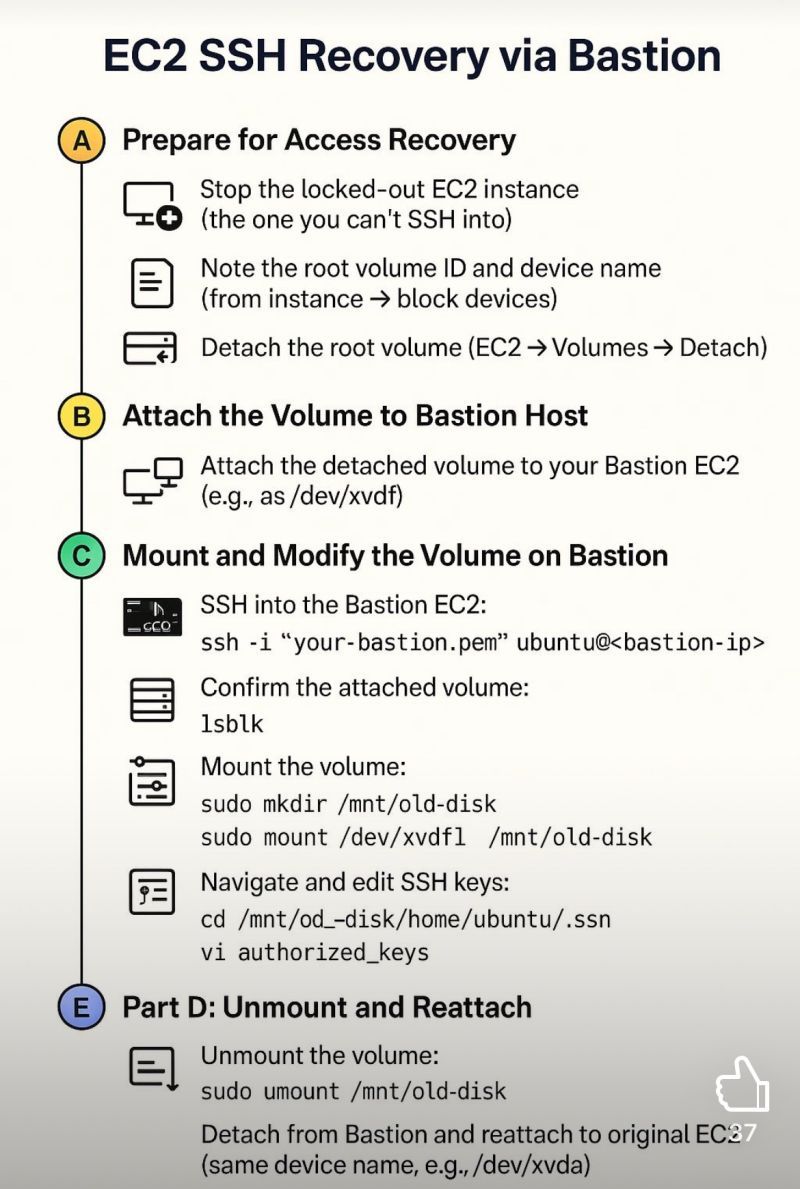 EC2 SSH Recovery via Bastion
A Prepare for Access Recovery
Stop the locked-out EC2 instance
(the one you can't SSH into)
Note the root volume ID and device name
(from instance → block devices)
Detach the root volume (EC2 → Volumes → Detach)
B Attach the Volume to Bastion Host
Attach the detached volume to your Bastion EC2
(e.g., as /dev/xvdf)
C Mount and Modify the Volume on Bastion
SSH into the Bastion EC2:
ssh -i “your-bastion.pem” ubuntu@<bastion-ip>
Confirm the attached volume:
lsblk
Mount the volume:
sudo mkdir /mnt/old-disk
sudo mount /dev/xvdfl /mnt/old-disk
Navigate and edit SSH keys:
cd /mnt/od_-disk/home/ubuntu/.ssn
vi authorized_keys
E Part D: Unmount and Reattach
Unmount the volume:
sudo umount /mnt/old-disk
Detach from Bastion and reattach to original EC2
(same device name, e.g., /dev/xvda)
37